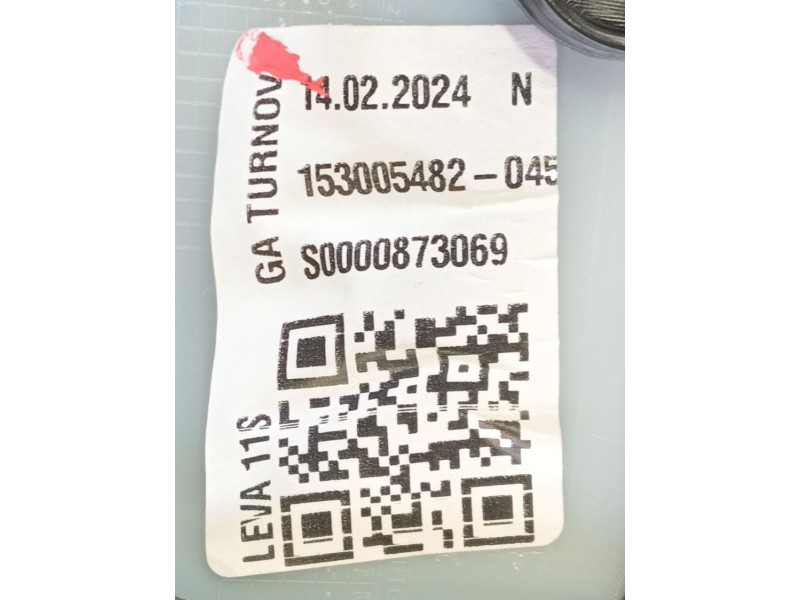 14.02.2024 N
153005482-045
S0000873069
GA TURNOV
LEVA 11S